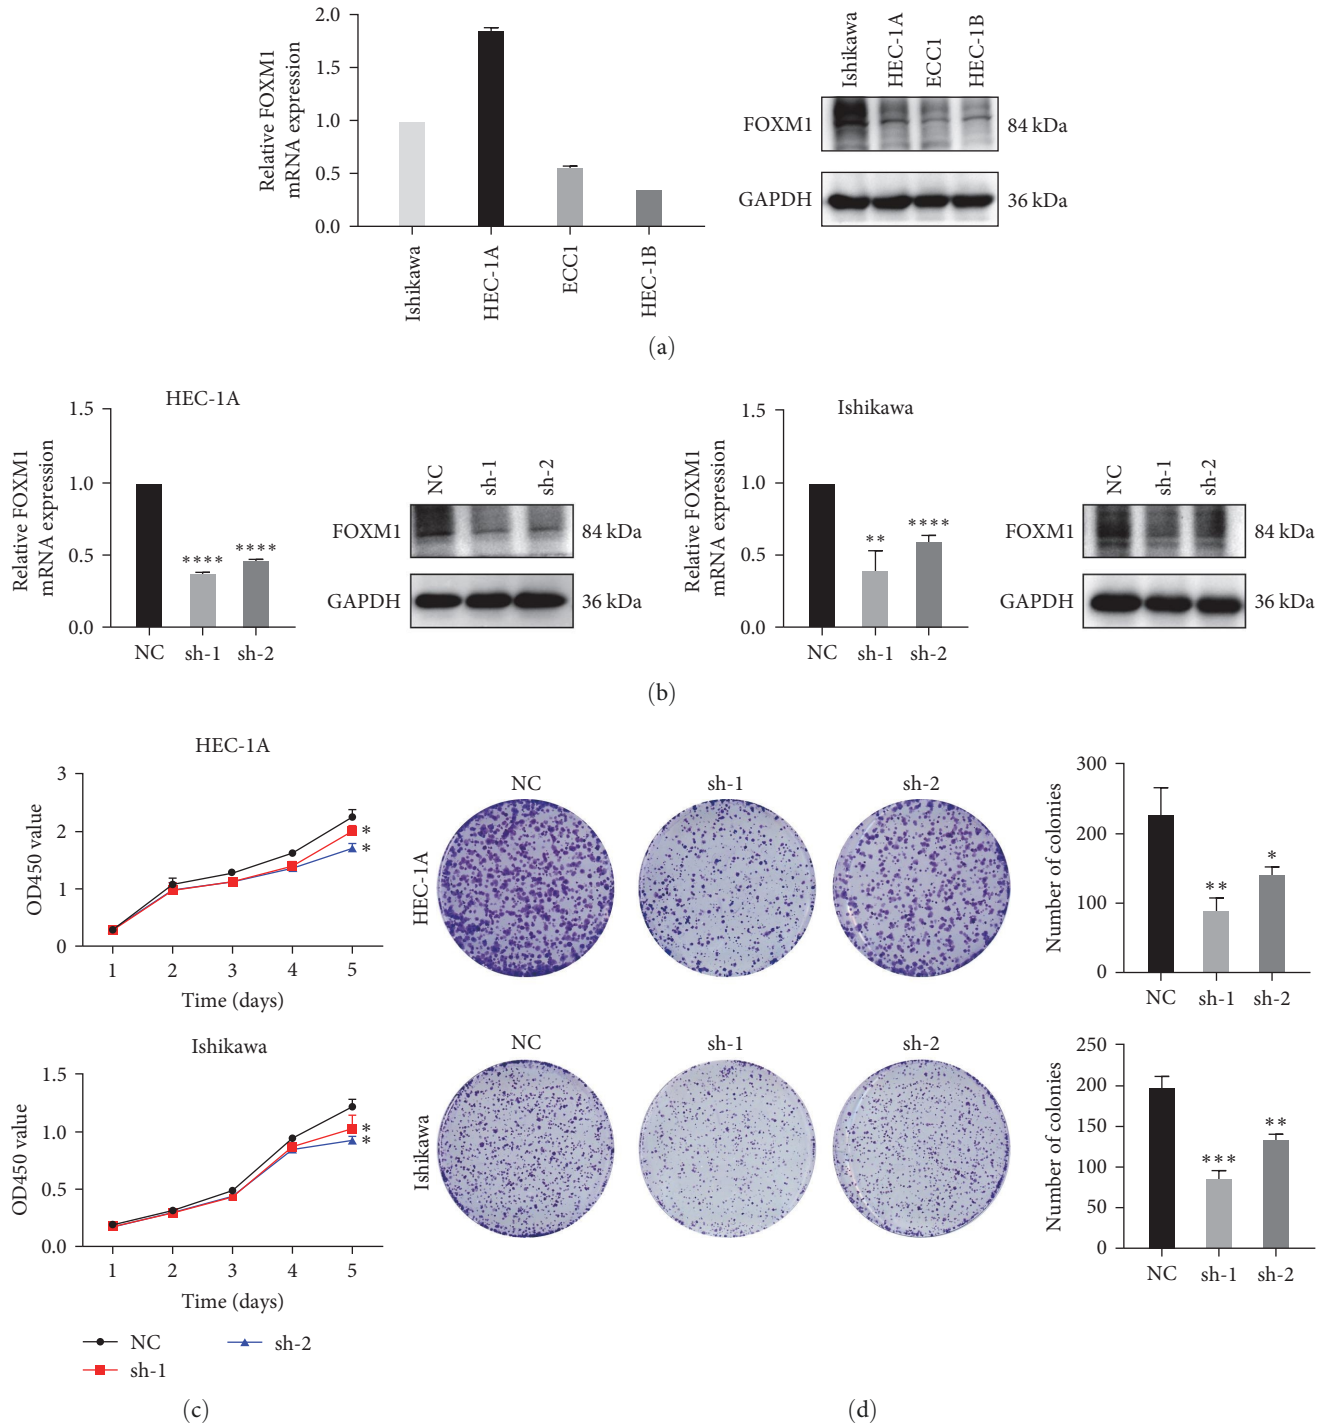 Relative FOXM1
mRNA expression
2.0
1.5
1.0
0.5
0.0
Ishikawa
HEC-1A
ECC1
HEC-1B
Ishikawa
HEC-1A
ECC1
HEC-1B
FOXM1
84 kDa
GAPDH
36 kDa
(a)
HEC-1A
Relative FOXM1
mRNA expression
1.5
1.0
0.5
0.0
****
****
NC
sh-1
sh-2
NC
sh-1
sh-2
FOXM1
84 kDa
GAPDH
36 kDa
Ishikawa
Relative FOXM1
mRNA expression
1.5
1.0
0.5
0.0
**
****
NC
sh-1
sh-2
NC
sh-1
sh-2
FOXM1
84 kDa
GAPDH
36 kDa
(b)
HEC-1A
OD450 value
3
2
1
0
*
*
1 2 3 4 5
Time (days)
Ishikawa
OD450 value
1.5
1.0
0.5
0.0
*
*
1 2 3 4 5
Time (days)
NC
sh-2
sh-1
(c)
NC
sh-1
sh-2
HEC-1A
Number of colonies
300
200
100
0
**
*
NC
sh-1
sh-2
NC
sh-1
sh-2
Ishikawa
Number of colonies
250
200
150
100
50
0
***
**
NC
sh-1
sh-2
(d)